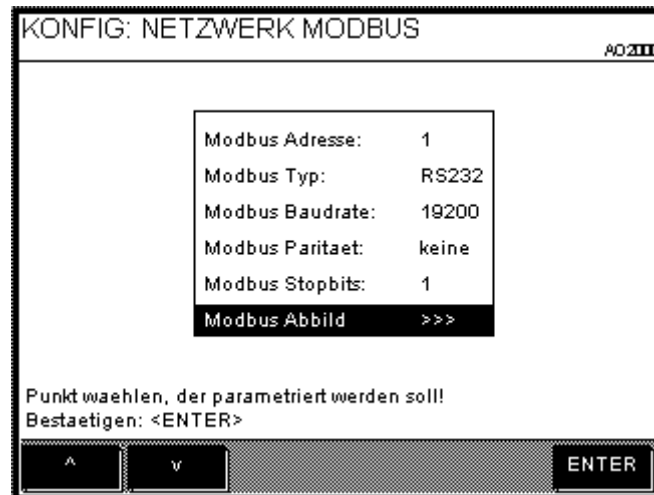 KONFIG: NETZWERK MODBUS
AO2000
Modbus Adresse: 1
Modbus Typ: RS232
Modbus Baudrate: 19200
Modbus Paritaet: keine
Modbus Stopbits: 1
Modbus Abbild >>>
Punkt waehlen, der parametriert werden soll!
Bestaetigen: <ENTER>
^ v ENTER